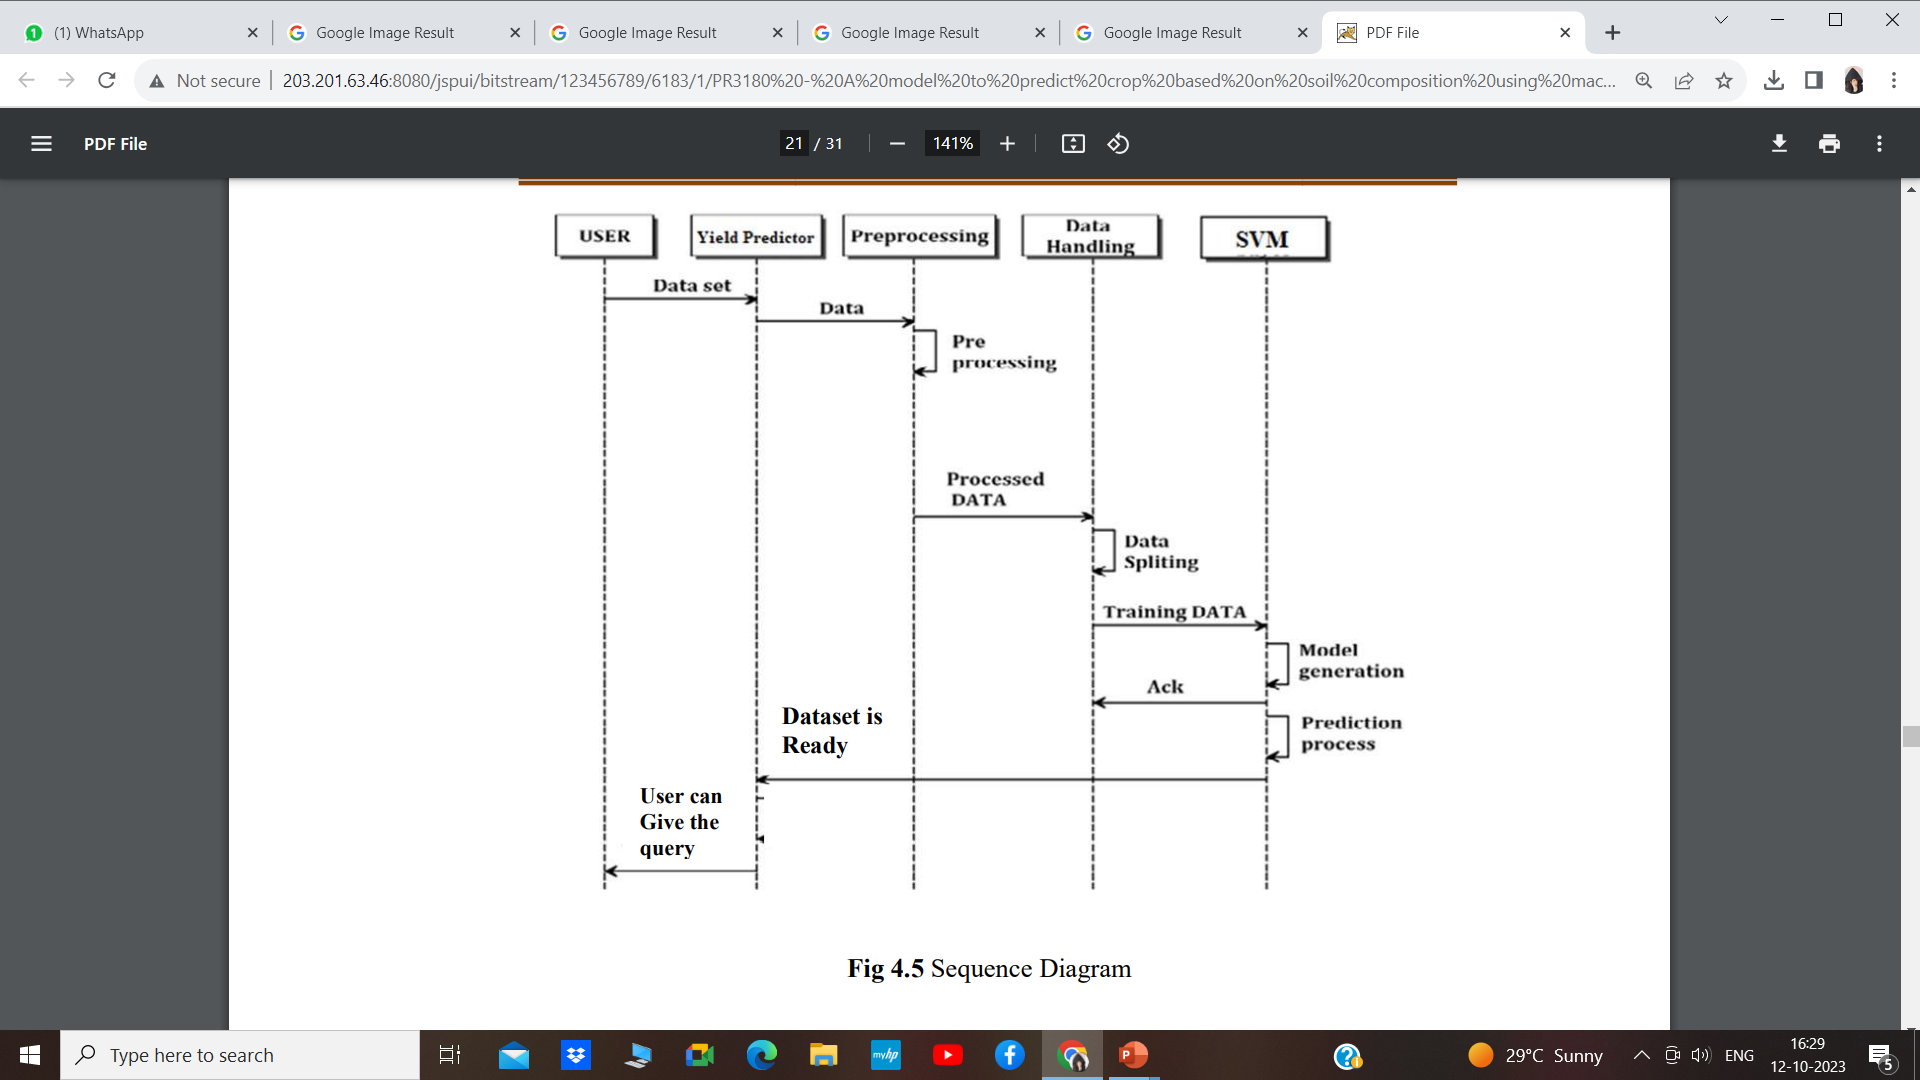 (1) WhatsApp
Google Image Result
Google Image Result
Google Image Result
Google Image Result
PDF File
Not secure
203.201.63.46:8080/jspui/bitstream/123456789/6183/1/PR3180%20-%20A%20model%20to%20predict%20crop%20based%20on%20soil%20composition%20using%20mac...
PDF File
21 / 31
141%
USER
Yield Predictor
Preprocessing
Data
Handling
SVM
Data set
Data
Pre
processing
Processed
DATA
Data
Spliting
Training DATA
Model
generation
Ack
Prediction
process
Dataset is
Ready
User can
Give the
query
Fig 4.5 Sequence Diagram
Type here to search
myhp
P
29°C Sunny
ENG
16:29
12-10-2023
5